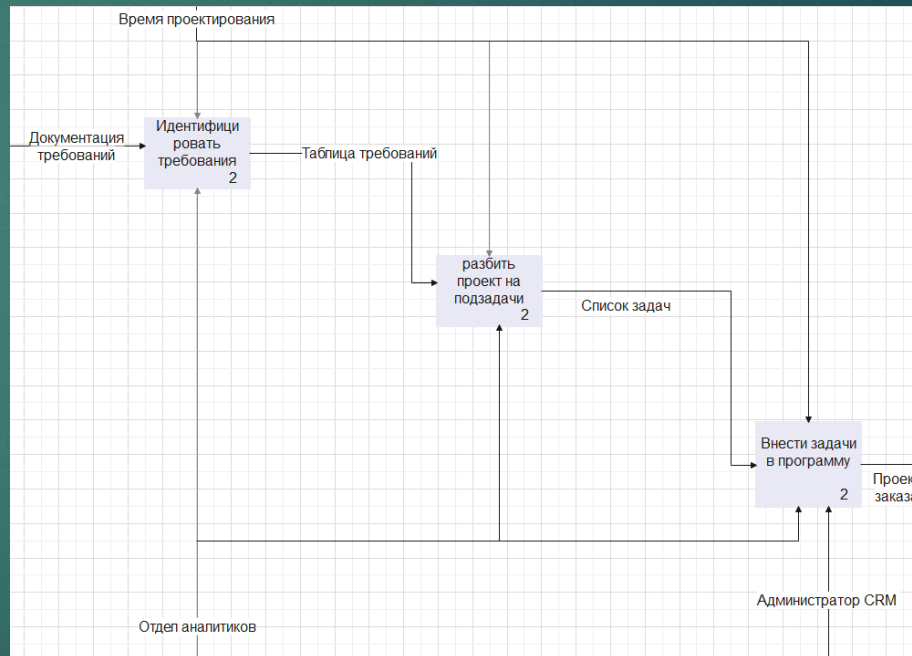 Время проектирования
Идентифици
ровать
требования
2
Документация
требований
Таблица требований
разбить
проект на
подзадачи
2
Список задач
Внести задачи
в программу
2
Администратор CRM
Отдел аналитиков